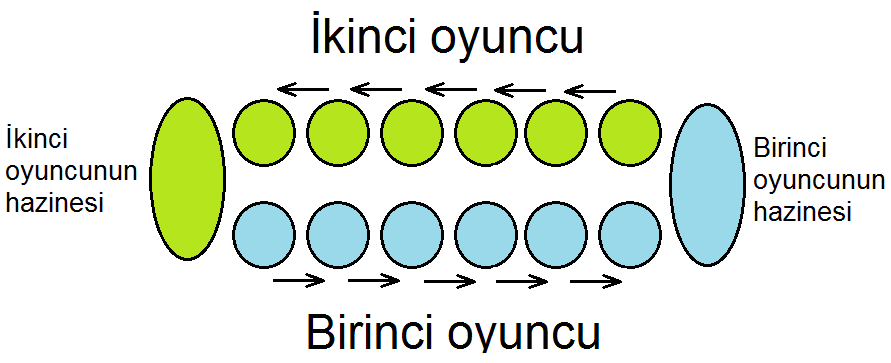 İkinci oyuncu
İkinci
oyuncunun
hazinesi
Birinci
oyuncunun
hazinesi
Birinci oyuncu